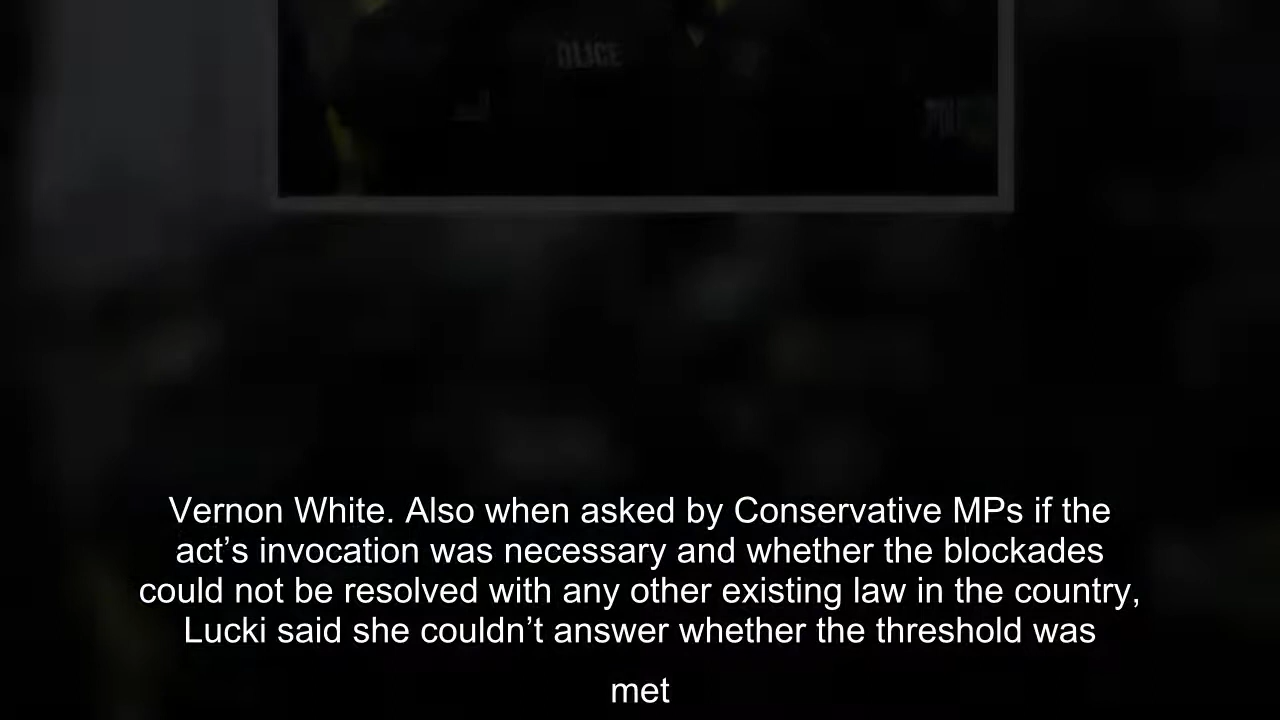 Vernon White. Also when asked by Conservative MPs if the
act’s invocation was necessary and whether the blockades
could not be resolved with any other existing law in the country,
Lucki said she couldn’t answer whether the threshold was
met